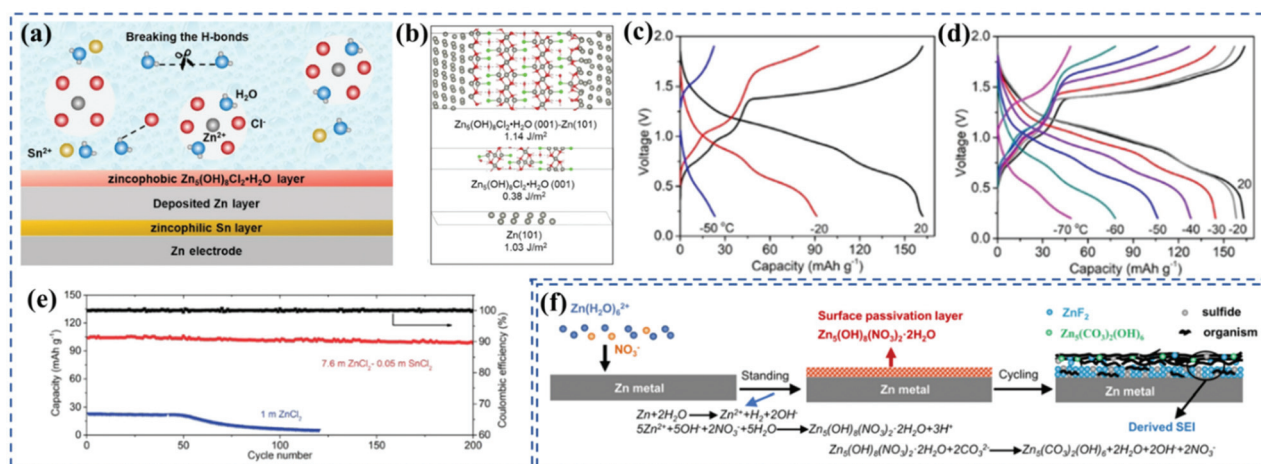 (a)
Breaking the H-bonds
H₂O
Cl⁻
Zn²⁺
Sn²⁺
zincophobic Zn₅(OH)₈Cl₂•H₂O layer
Deposited Zn layer
zincophilic Sn layer
Zn electrode
(b)
Zn₅(OH)₈Cl₂•H₂O (001)-Zn(101)
1.14 J/m²
Zn₅(OH)₈Cl₂•H₂O (001)
0.38 J/m²
Zn(101)
1.03 J/m²
(c)
Voltage (V)
2.0
1.5
1.0
0.5
0.0
-50 °C
-20
20
0 30 60 90 120 150
Capacity (mAh g⁻¹)
(d)
Voltage (V)
2.0
1.5
1.0
0.5
0.0
20
-70 °C
-60
-50
-40
-30
-20
0 30 60 90 120 150
Capacity (mAh g⁻¹)
(e)
Capacity (mAh g⁻¹)
150
120
90
60
30
0
7.6 m ZnCl₂- 0.05 m SnCl₂
1 m ZnCl₂
0 50 100 150 200
Cycle number
100
90
80
70
60
Coulombic efficiency (%)
(f)
Zn(H₂O)₆²⁺
NO₃⁻
Zn metal
Standing
Surface passivation layer
Zn₅(OH)₈(NO₃)₂·2H₂O
Zn metal
Cycling
ZnF₂
sulfide
Zn₅(CO₃)₂(OH)₆
organism
Zn metal
Derived SEI
Zn+2H₂O→Zn²⁺+H₂+2OH⁻
5Zn²⁺+5OH⁻+2NO₃⁻+5H₂O→Zn₅(OH)₈(NO₃)₂·2H₂O+3H⁺
Zn₅(OH)₈(NO₃)₂·2H₂O+2CO₃²⁻→Zn₅(CO₃)₂(OH)₆+2H₂O+2OH⁻+2NO₃⁻